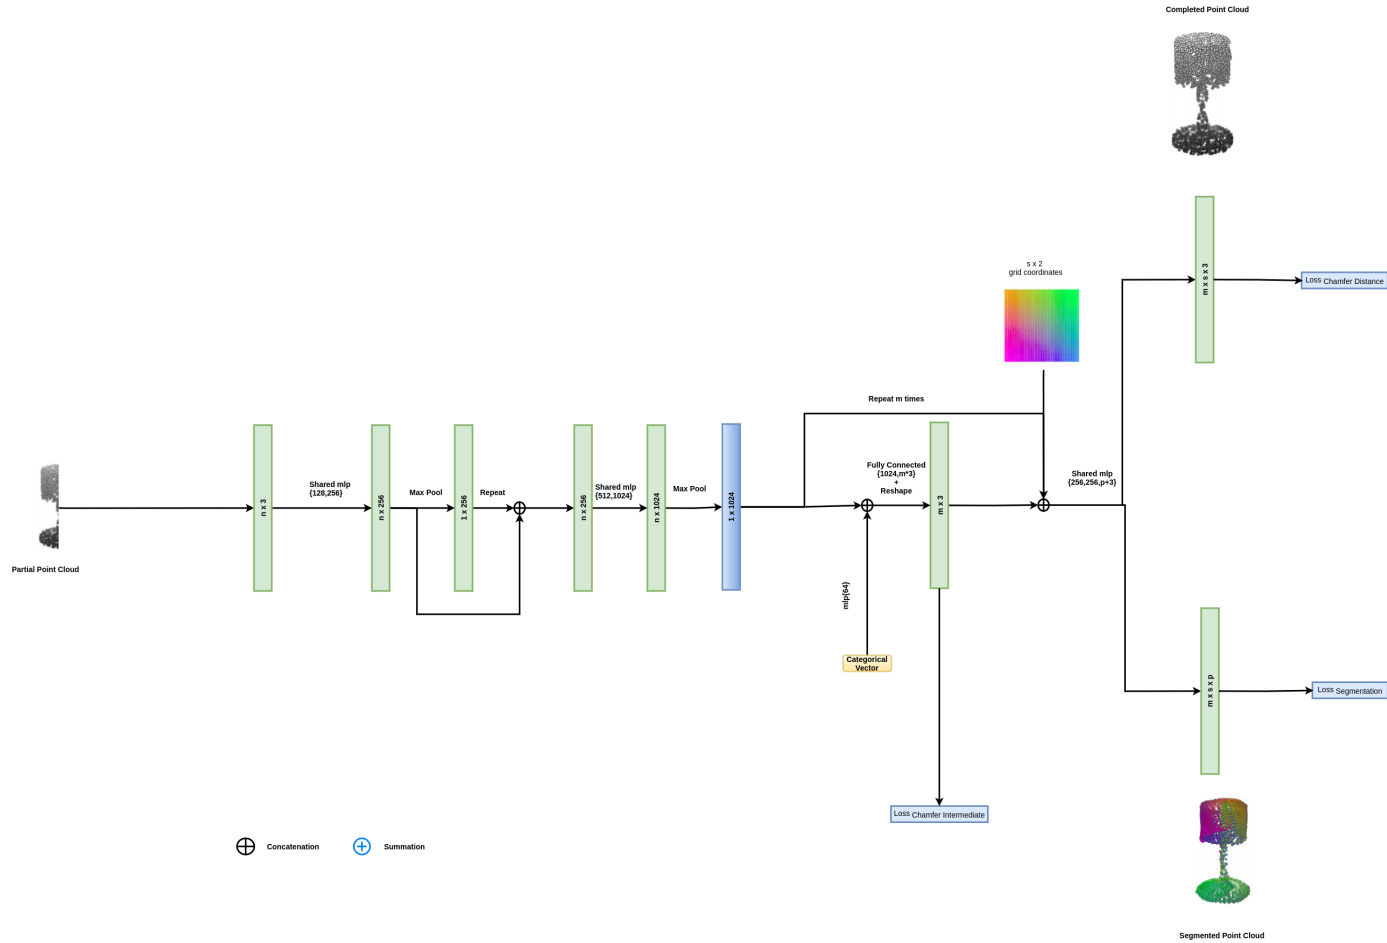 Completed Point Cloud
s x 2
grid coordinates
m x s x 3
Loss Chamfer Distance
Repeat m times
Fully Connected
{1024,m*3}
+
Reshape
Shared mlp
{256,256,p+3}
Shared mlp
{128,256}
Max Pool
Repeat
Shared mlp
{512,1024}
Max Pool
n x 3
n x 256
1 x 256
n x 256
n x 1024
1 x 1024
m x 3
Partial Point Cloud
mlp{64}
Categorical
Vector
m x s x p
Loss Segmentation
Loss Chamfer Intermediate
Concatenation
Summation
Segmented Point Cloud